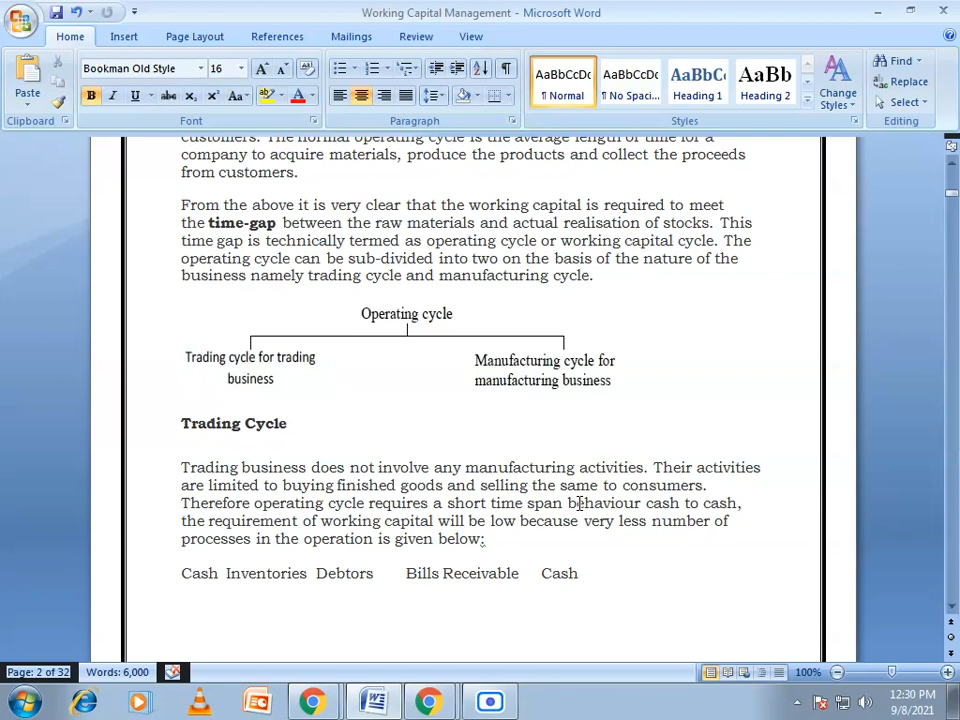 Working Capital Management - Microsoft Word
Home Insert Page Layout References Mailings Review View
Bookman Old Style 16
AaBbCcDc AaBbCcDc AaBbC AaBbCc
Find
Replace
Select
Paste
B I U abc X₂ X² Aa A
¶ Normal ¶ No Spaci... Heading 1 Heading 2
Change
Styles
Clipboard Font Paragraph Styles Editing
customers. The normal operating cycle is the average length of time for a
company to acquire materials, produce the products and collect the proceeds
from customers.
From the above it is very clear that the working capital is required to meet
the time-gap between the raw materials and actual realisation of stocks. This
time gap is technically termed as operating cycle or working capital cycle. The
operating cycle can be sub-divided into two on the basis of the nature of the
business namely trading cycle and manufacturing cycle.
Operating cycle
Trading cycle for trading
business
Manufacturing cycle for
manufacturing business
Trading Cycle
Trading business does not involve any manufacturing activities. Their activities
are limited to buying finished goods and selling the same to consumers.
Therefore operating cycle requires a short time span behaviour cash to cash,
the requirement of working capital will be low because very less number of
processes in the operation is given below:
Cash Inventories Debtors Bills Receivable Cash
Page: 2 of 32 Words: 6,000 100%
12:30 PM
9/8/2021